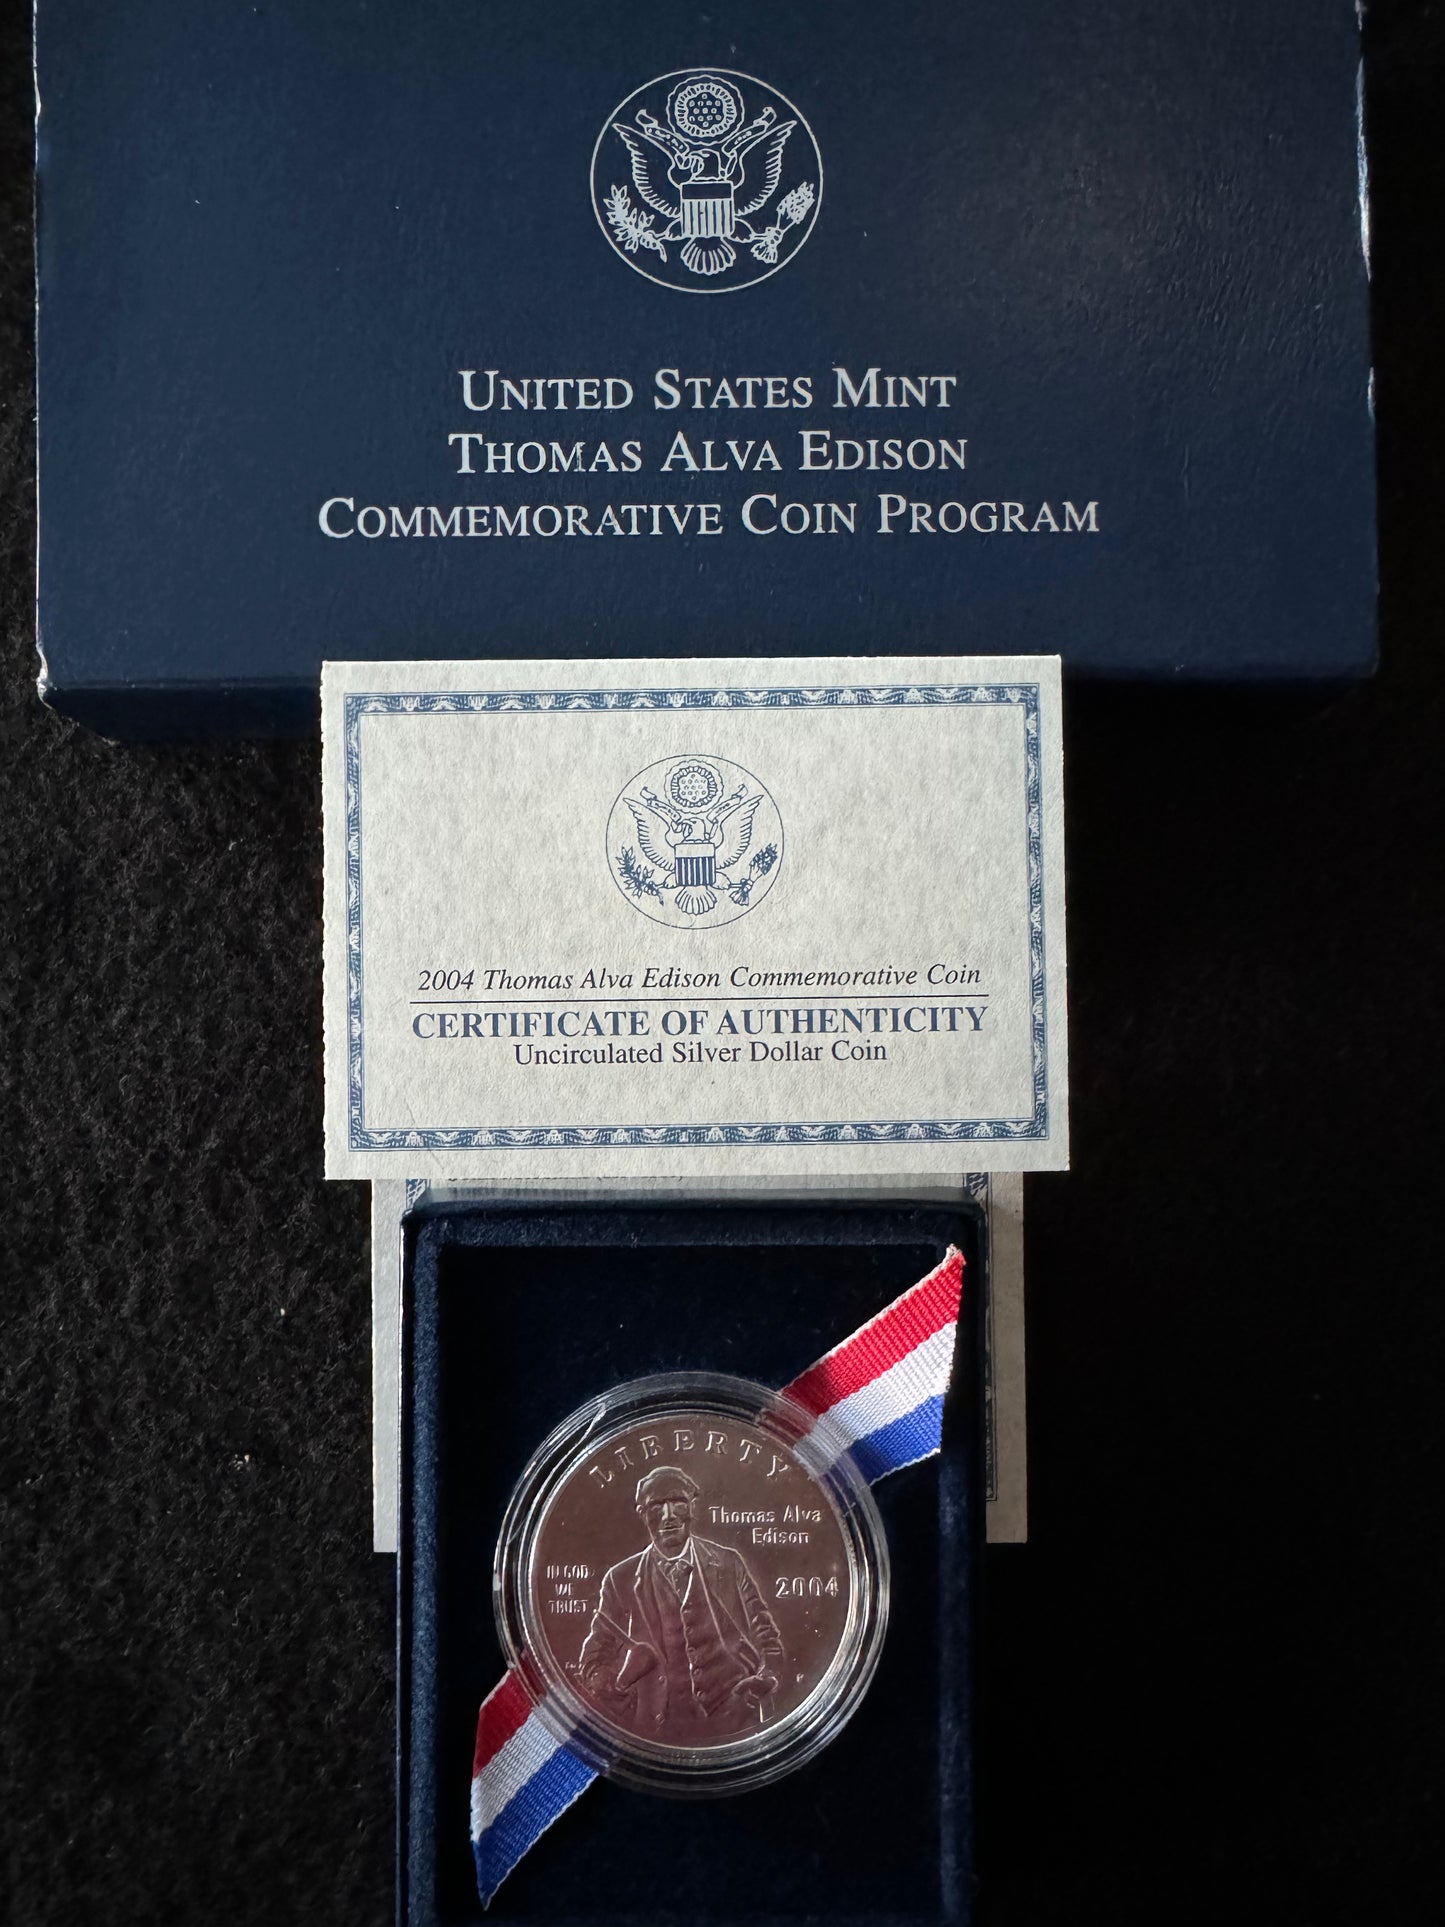 UNITED STATES MINT
THOMAS ALVA EDISON
COMMEMORATIVE COIN PROGRAM
2004 Thomas Alva Edison Commemorative Coin
CERTIFICATE OF AUTHENTICITY
Uncirculated Silver Dollar Coin
LIBERTY
Thomas Alva
Edison
IN GOD
WE
TRUST
2004
P